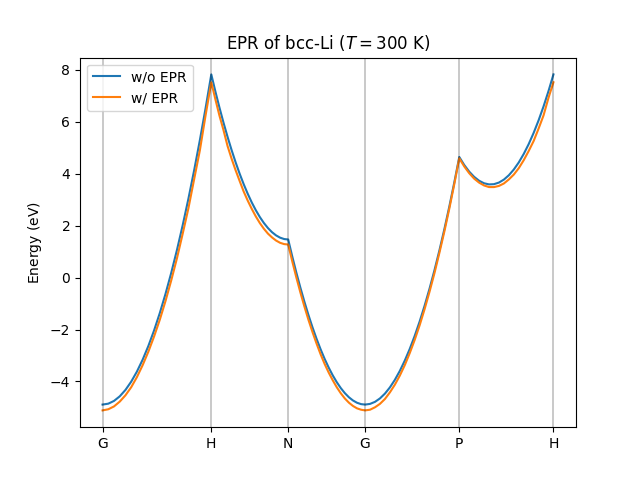 EPR of bcc-Li (T = 300 K)
w/o EPR
w/ EPR
Energy (eV)
8
6
4
2
0
−2
−4
G H N G P H